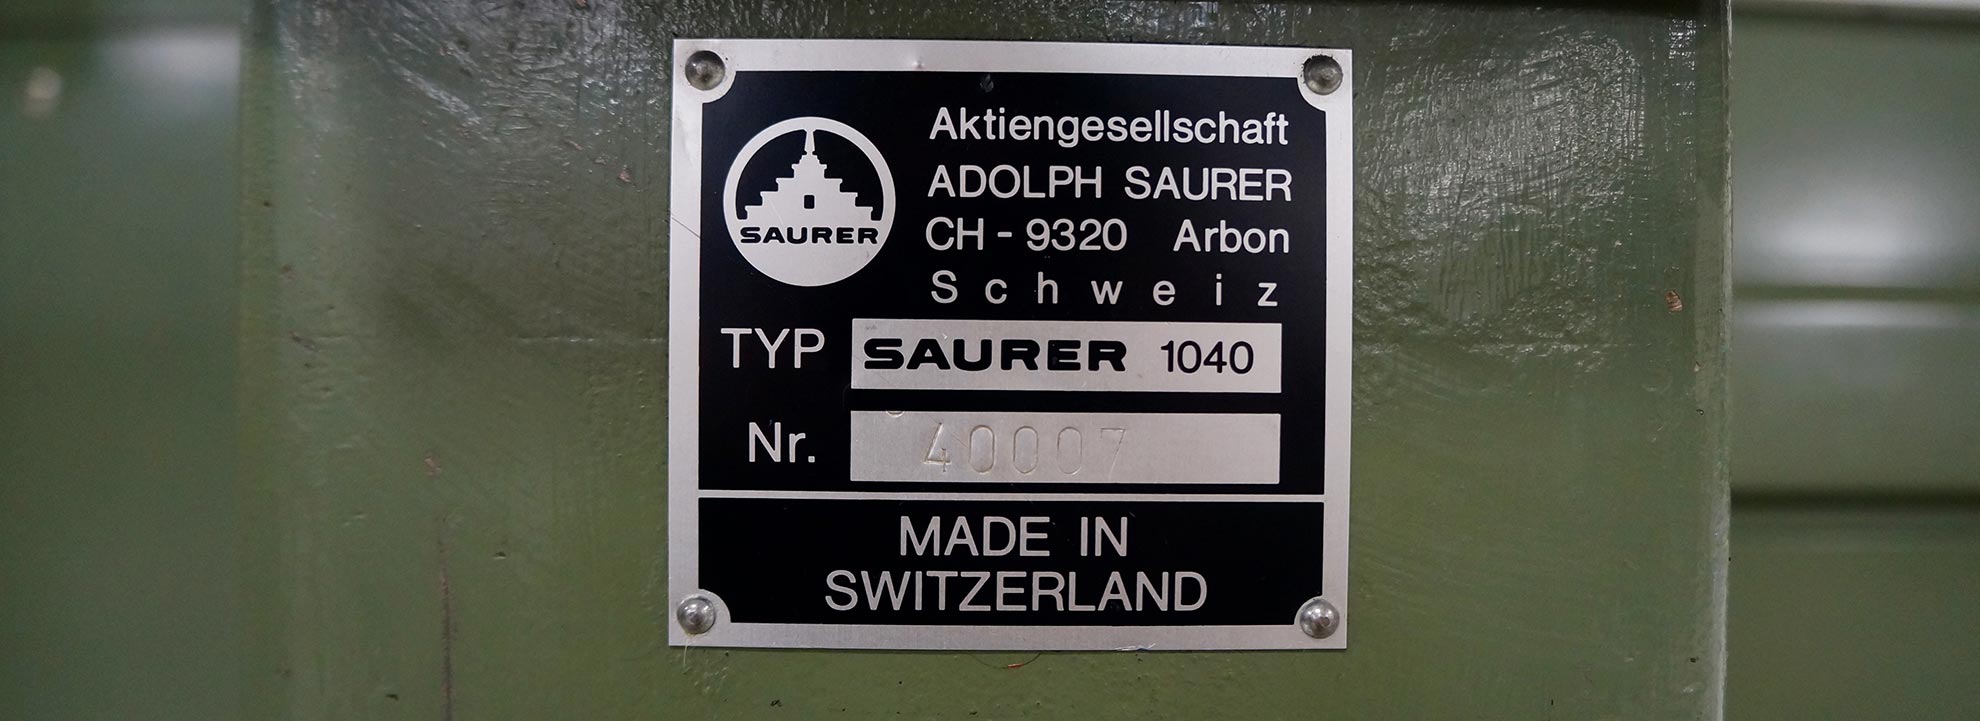 Aktiengesellschaft
ADOLPH SAURER
CH - 9320 Arbon
Schweiz
SAURER
TYP SAURER 1040
Nr. 40007
MADE IN
SWITZERLAND